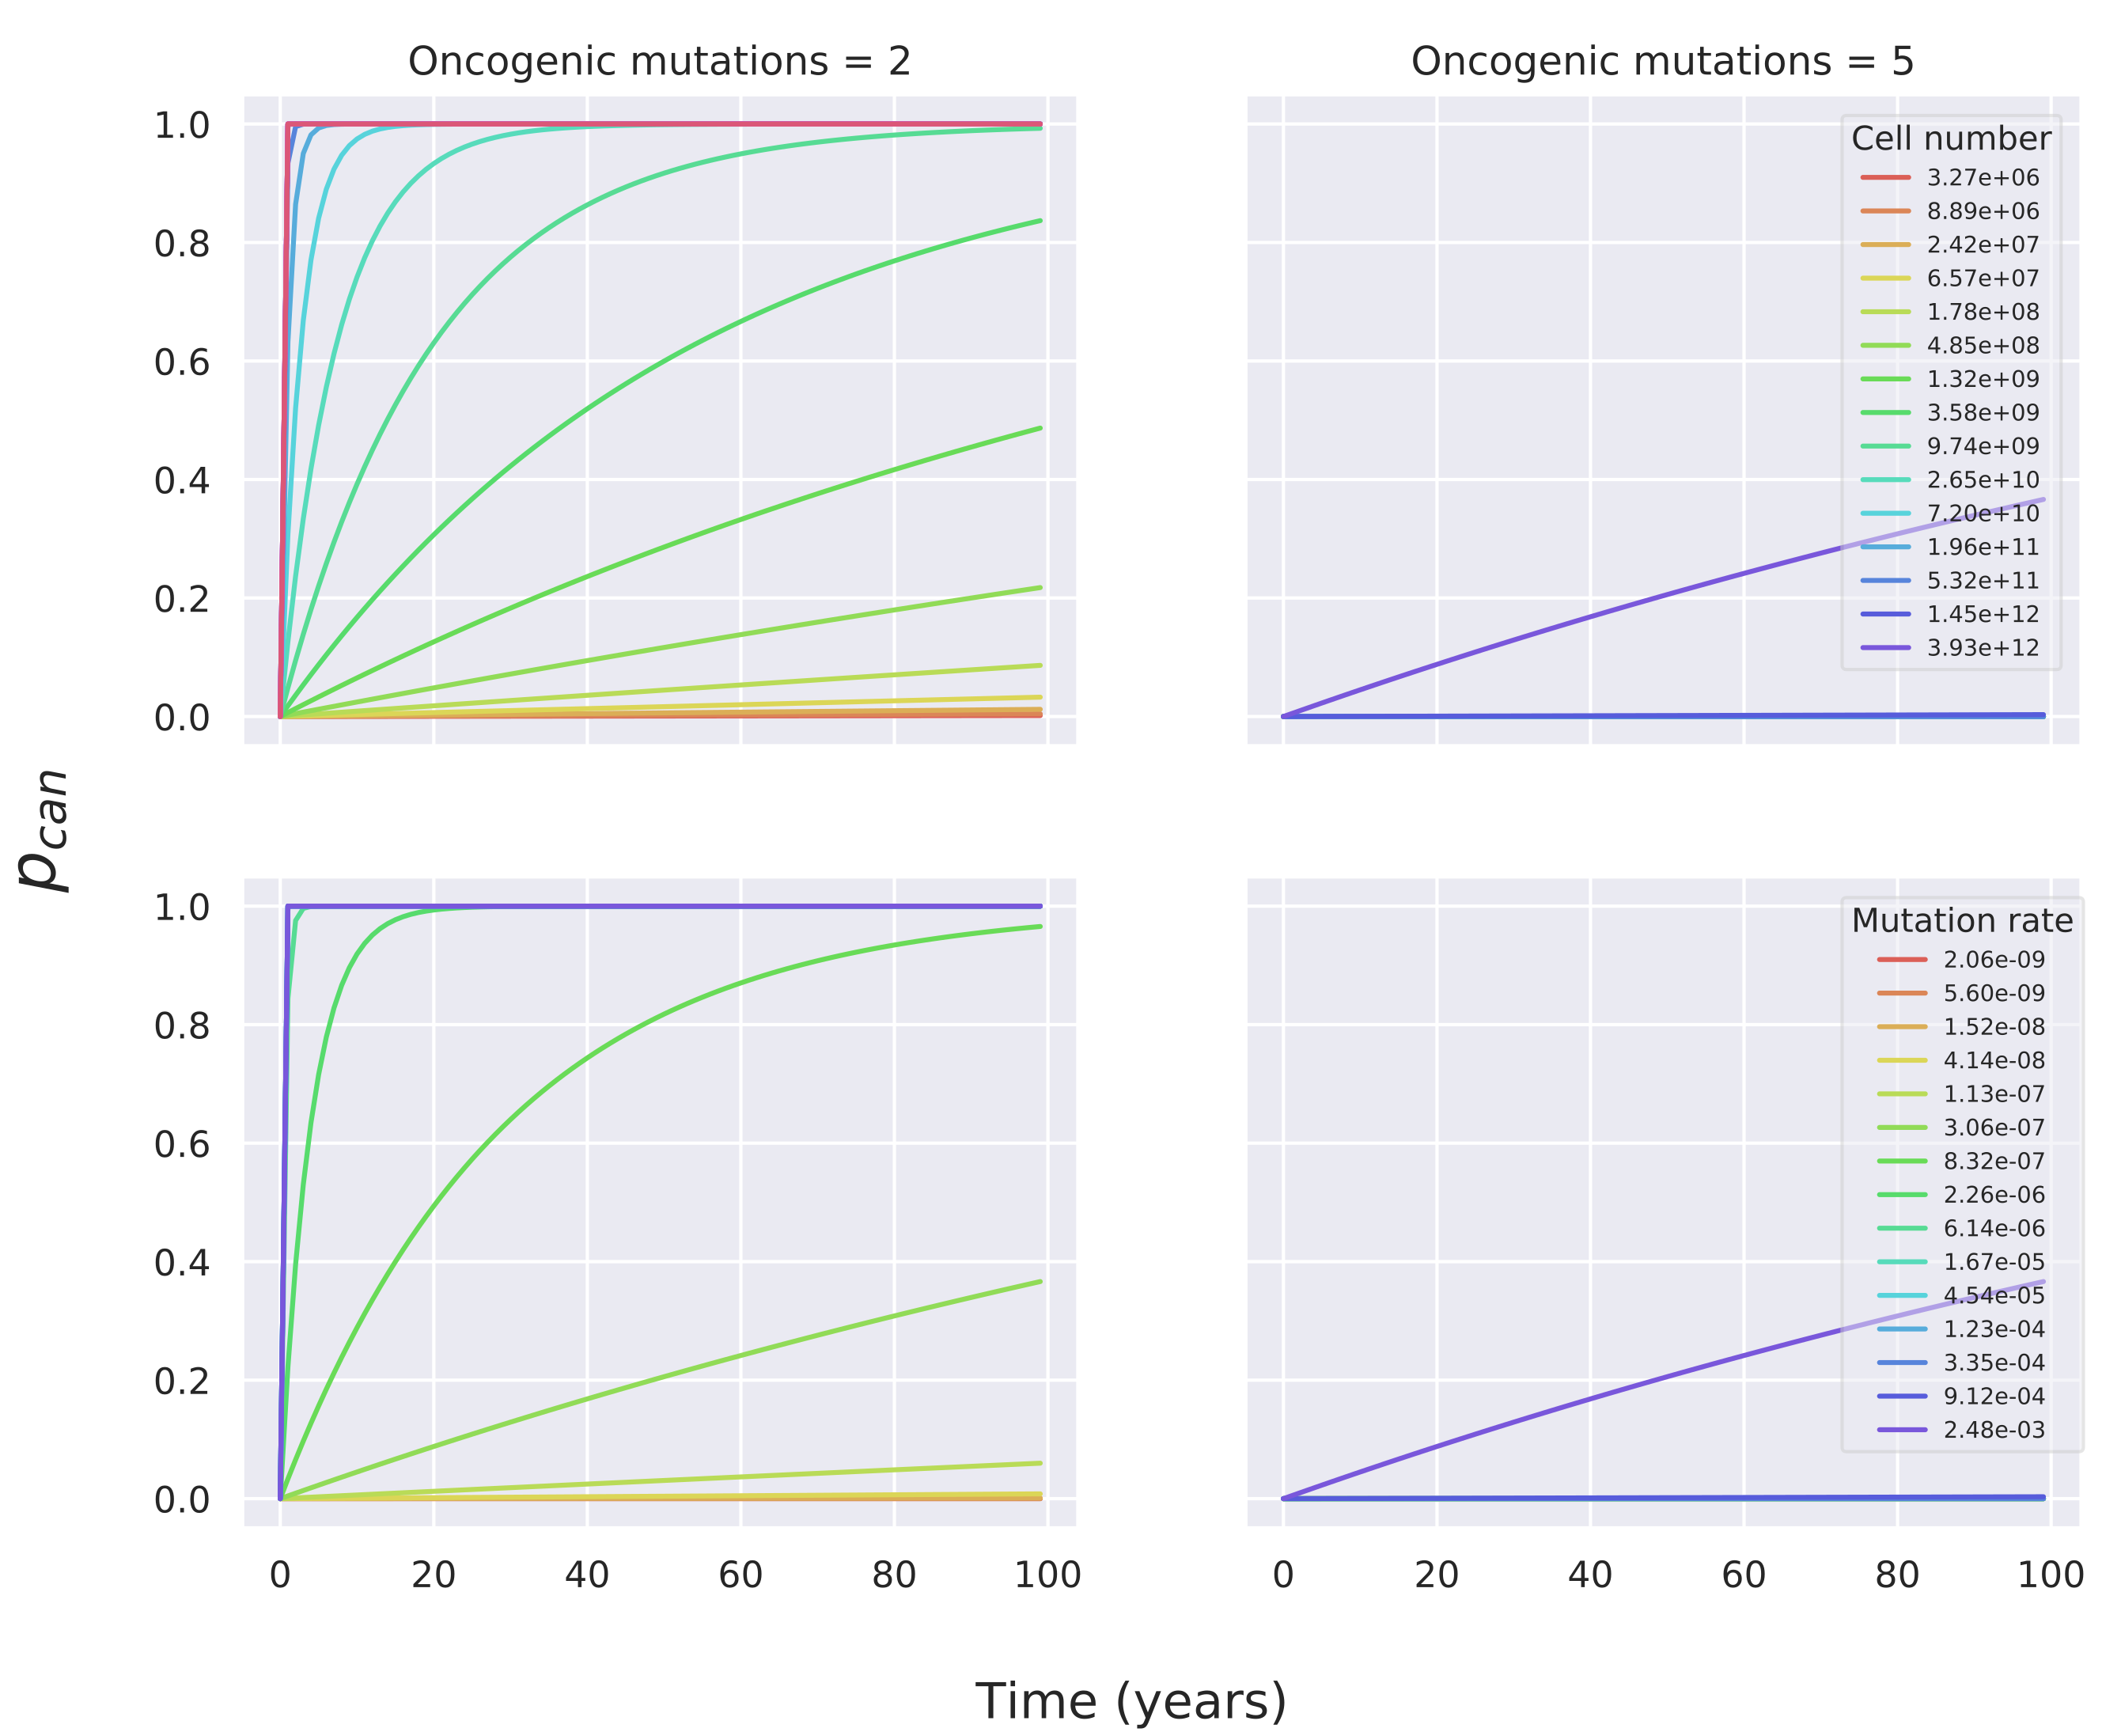 Oncogenic mutations = 2
Oncogenic mutations = 5
1.0
0.8
0.6
0.4
0.2
0.0
Cell number
3.27e+06
8.89e+06
2.42e+07
6.57e+07
1.78e+08
4.85e+08
1.32e+09
3.58e+09
9.74e+09
2.65e+10
7.20e+10
1.96e+11
5.32e+11
1.45e+12
3.93e+12
p_can
1.0
0.8
0.6
0.4
0.2
0.0
Mutation rate
2.06e-09
5.60e-09
1.52e-08
4.14e-08
1.13e-07
3.06e-07
8.32e-07
2.26e-06
6.14e-06
1.67e-05
4.54e-05
1.23e-04
3.35e-04
9.12e-04
2.48e-03
0 20 40 60 80 100
0 20 40 60 80 100
Time (years)